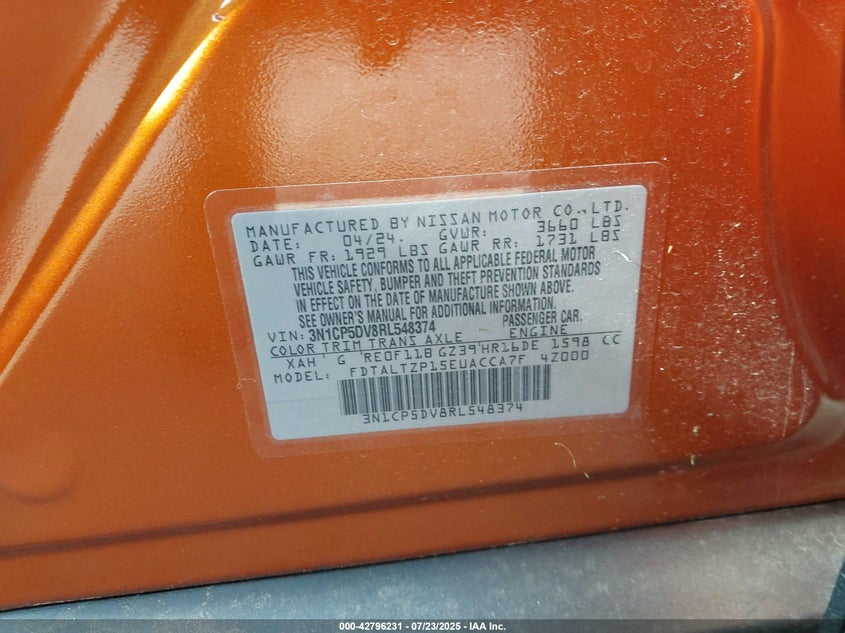 MANUFACTURED BY NISSAN MOTOR CO., LTD.
DATE: 04/24. GVWR: 3660 LBS
GAWR FR: 1929 LBS GAWR RR: 1731 LBS
THIS VEHICLE CONFORMS TO ALL APPLICABLE FEDERAL MOTOR
VEHICLE SAFETY, BUMPER AND THEFT PREVENTION STANDARDS
IN EFFECT ON THE DATE OF MANUFACTURE SHOWN ABOVE.
SEE OWNER'S MANUAL FOR ADDITIONAL INFORMATION.
VIN: 3N1CP5DV8RL548374 PASSENGER CAR.
COLOR TRIM TRANS AXLE ENGINE
XAH ' G RE0F11B GZ39'HR16DE 1598 CC
MODEL: FDTALTZP15EUACCA7F 4Z000
3N1CP5DV8RL548374
000-42796231 - 07/23/2025 - IAA Inc.